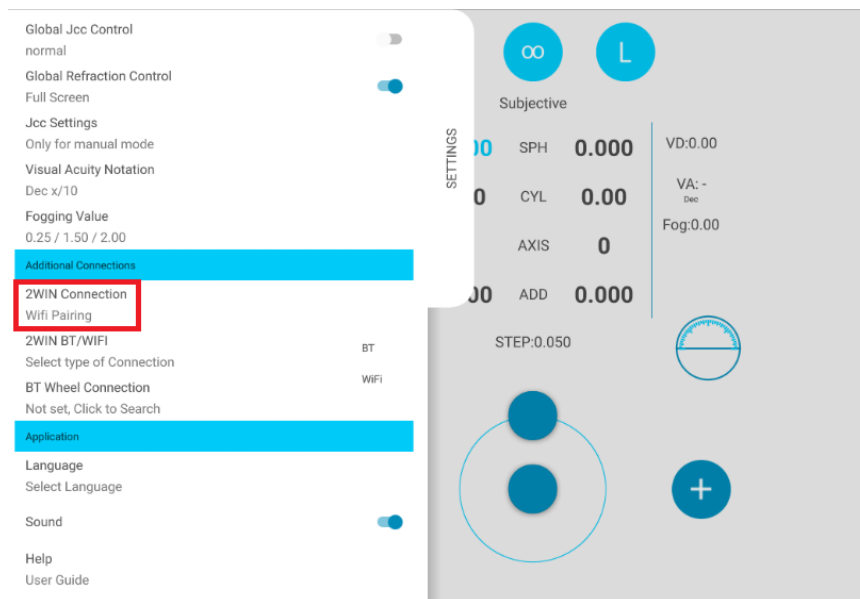 Global Jcc Control
normal
Global Refraction Control
Full Screen
Jcc Settings
Only for manual mode
Visual Acuity Notation
Dec x/10
Fogging Value
0.25 / 1.50 / 2.00
Additional Connections
2WIN Connection
Wifi Pairing
2WIN BT/WIFI
Select type of Connection
BT
WiFi
BT Wheel Connection
Not set, Click to Search
Application
Language
Select Language
Sound
Help
User Guide
SETTINGS
∞ L
Subjective
00 SPH 0.000
0 CYL 0.00
AXIS 0
00 ADD 0.000
VD:0.00
VA: -
Dec
Fog:0.00
STEP:0.050
+